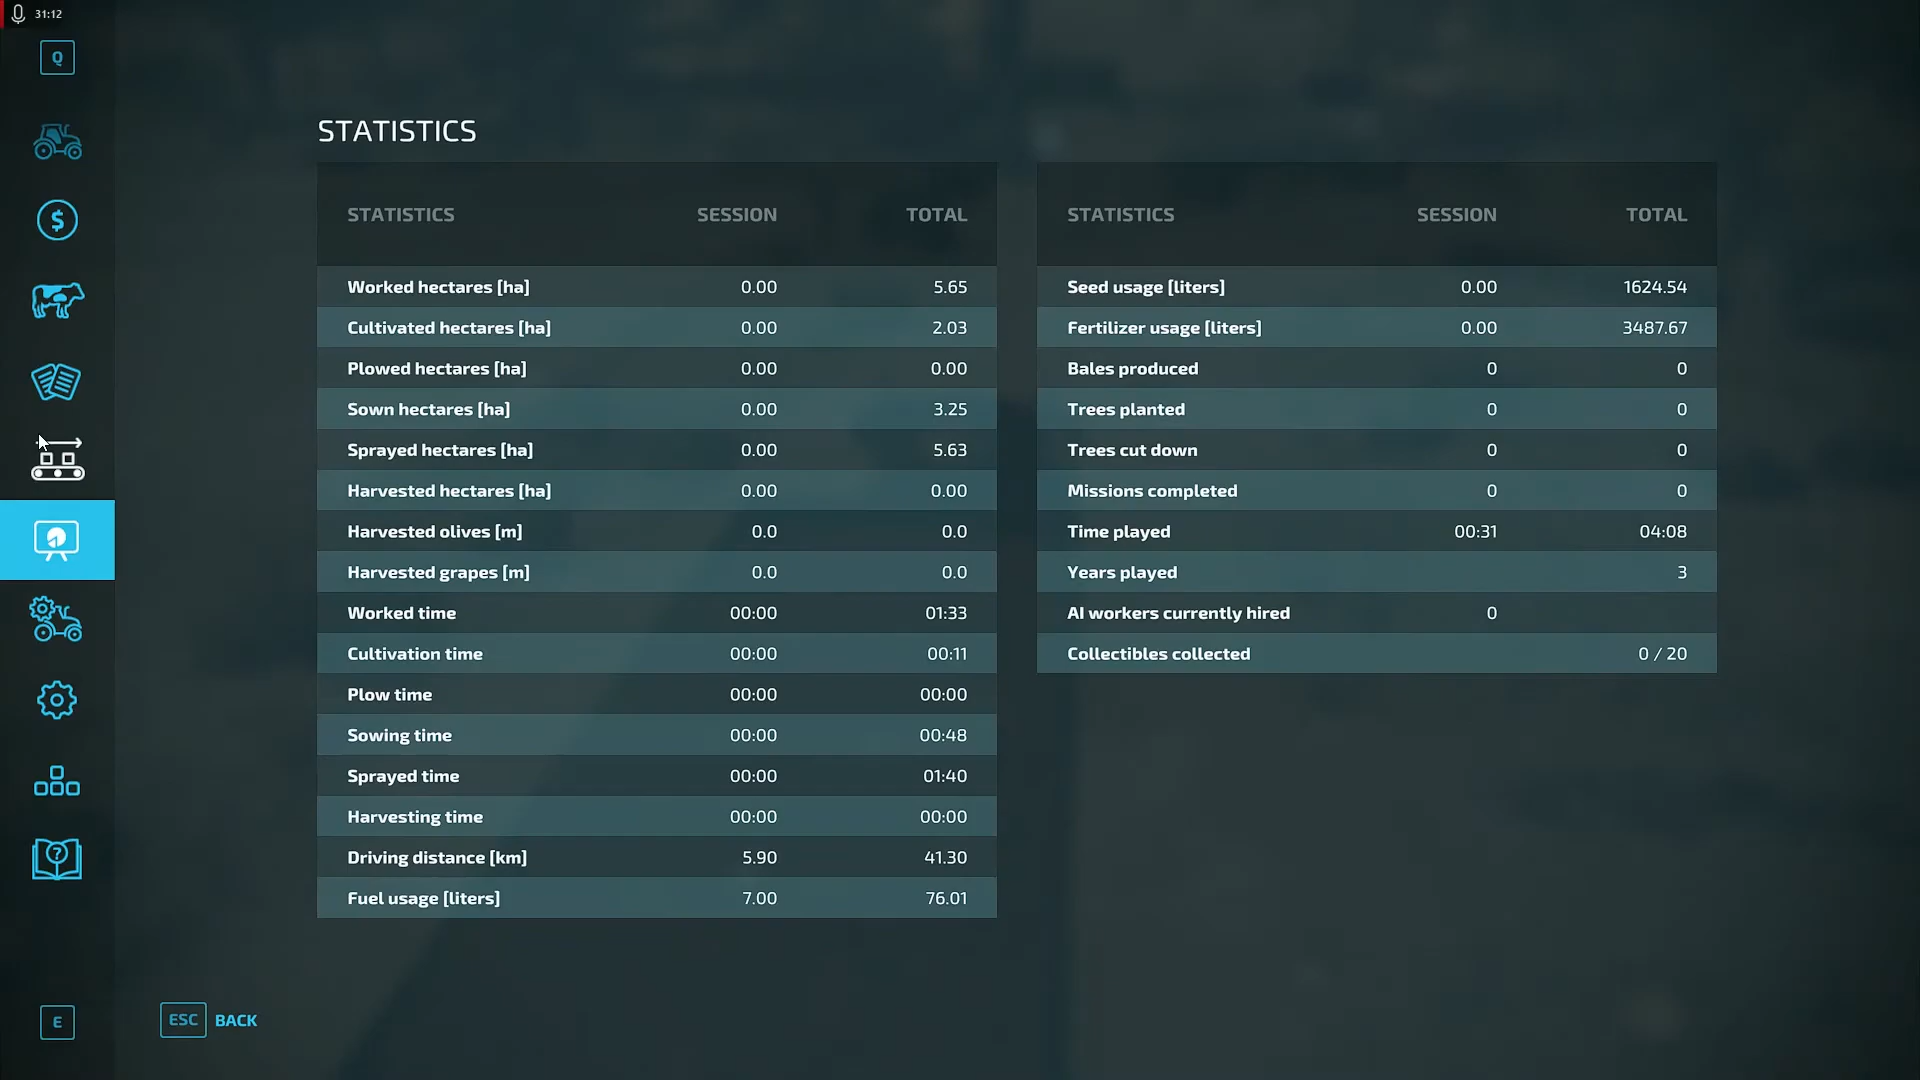 31:12
Q
STATISTICS
STATISTICS SESSION TOTAL
Worked hectares [ha] 0.00 5.65
Cultivated hectares [ha] 0.00 2.03
Plowed hectares [ha] 0.00 0.00
Sown hectares [ha] 0.00 3.25
Sprayed hectares [ha] 0.00 5.63
Harvested hectares [ha] 0.00 0.00
Harvested olives [m] 0.0 0.0
Harvested grapes [m] 0.0 0.0
Worked time 00:00 01:33
Cultivation time 00:00 00:11
Plow time 00:00 00:00
Sowing time 00:00 00:48
Sprayed time 00:00 01:40
Harvesting time 00:00 00:00
Driving distance [km] 5.90 41.30
Fuel usage [liters] 7.00 76.01
STATISTICS SESSION TOTAL
Seed usage [liters] 0.00 1624.54
Fertilizer usage [liters] 0.00 3487.67
Bales produced 0 0
Trees planted 0 0
Trees cut down 0 0
Missions completed 0 0
Time played 00:31 04:08
Years played 3
AI workers currently hired 0
Collectibles collected 0 / 20
E
ESC BACK